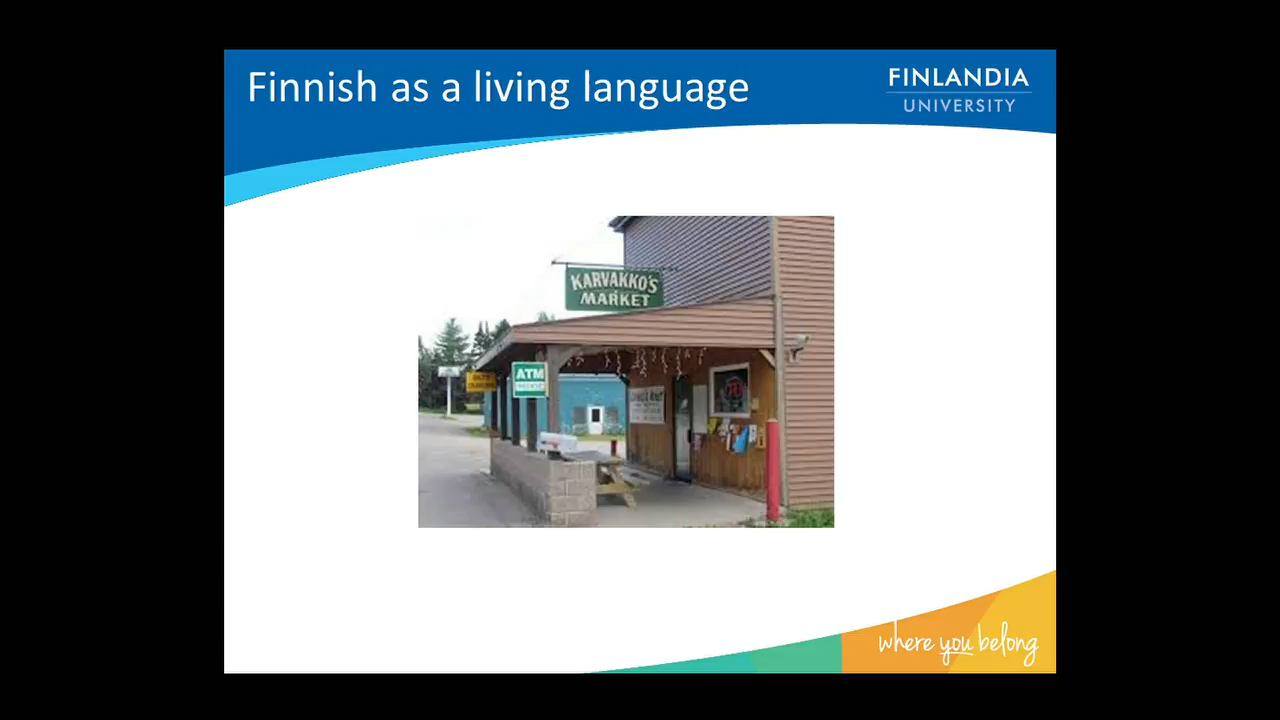 Finnish as a living language
FINLANDIA
UNIVERSITY
KARVAKKO'S
MARKET
ATM
where you belong